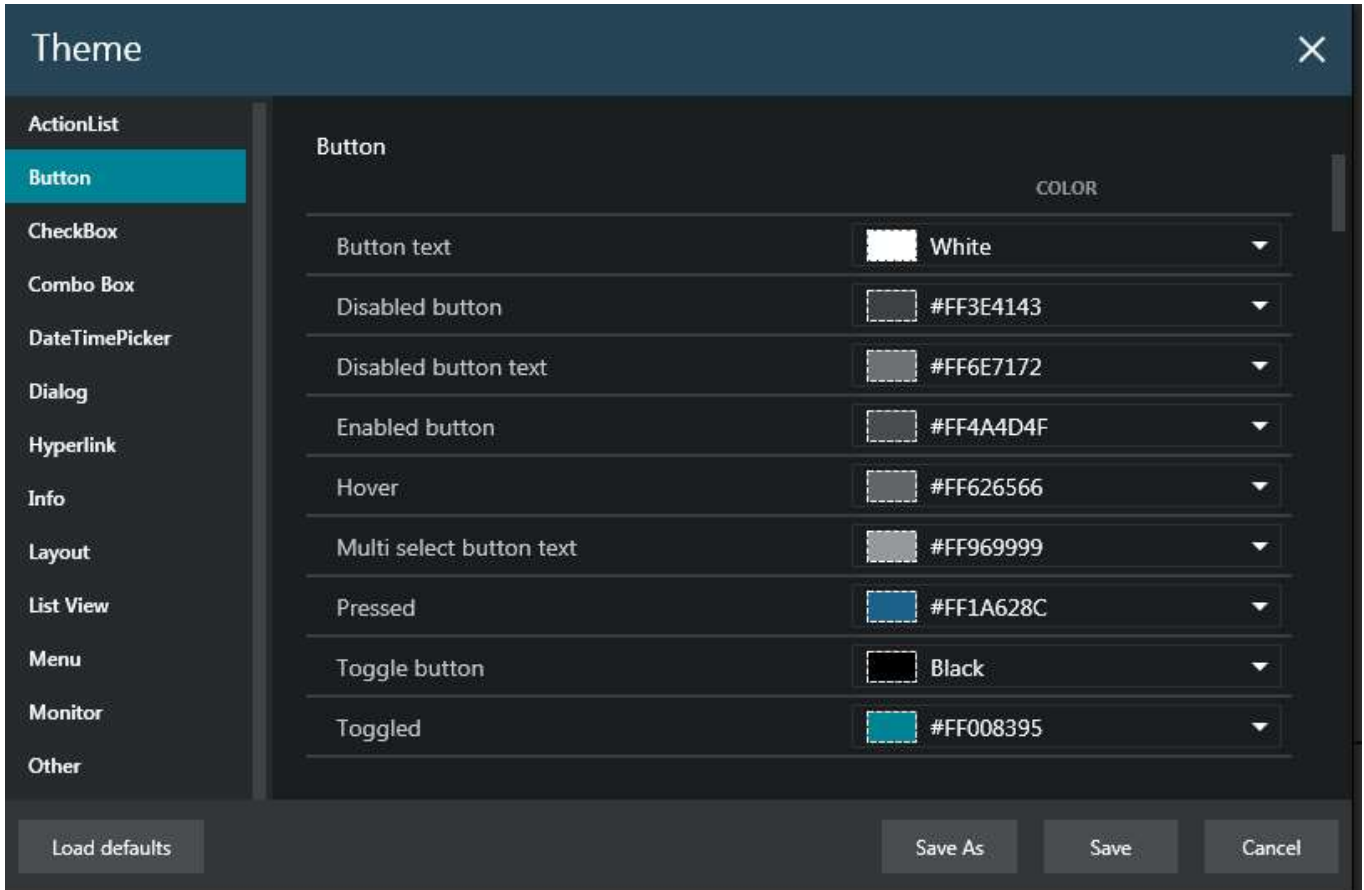 Theme
ActionList
Button
CheckBox
Combo Box
DateTimePicker
Dialog
Hyperlink
Info
Layout
List View
Menu
Monitor
Other
Button
COLOR
Button text White
Disabled button #FF3E4143
Disabled button text #FF6E7172
Enabled button #FF4A4D4F
Hover #FF626566
Multi select button text #FF969999
Pressed #FF1A628C
Toggle button Black
Toggled #FF008395
Load defaults Save As Save Cancel